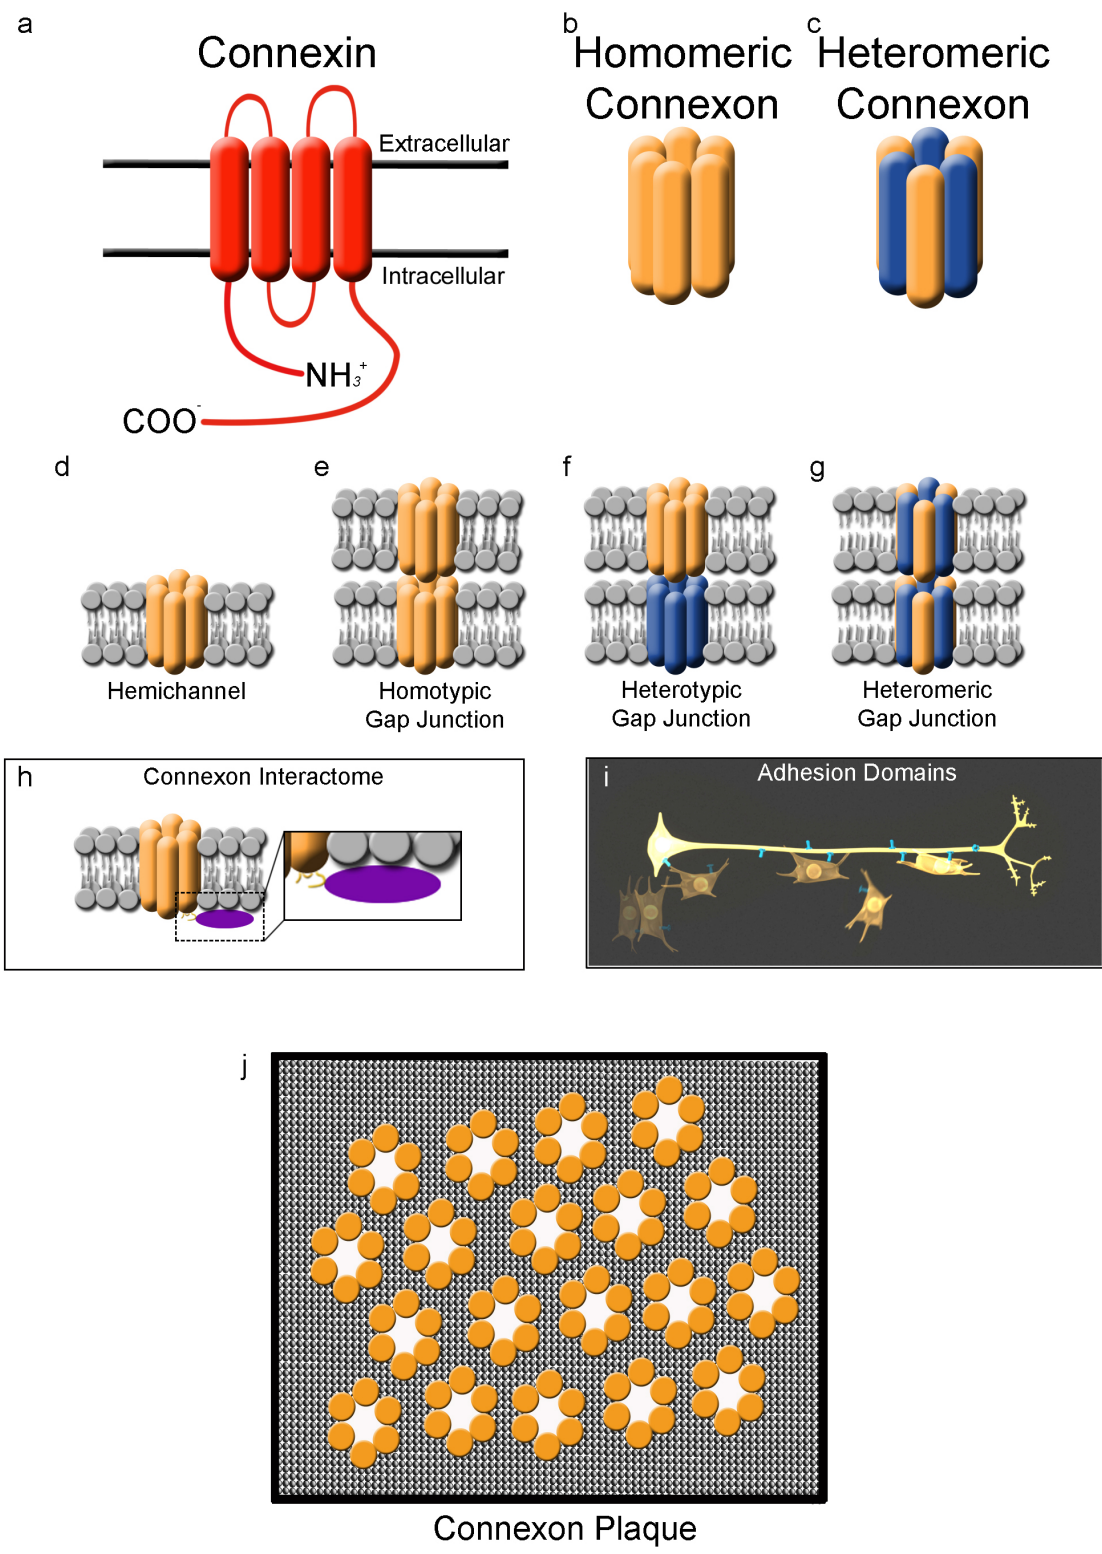 a
Connexin
Extracellular
Intracellular
NH3+
COO-
b
Homomeric
Connexon
c
Heteromeric
Connexon
d
Hemichannel
e
Homotypic
Gap Junction
f
Heterotypic
Gap Junction
g
Heteromeric
Gap Junction
h
Connexon Interactome
i
Adhesion Domains
j
Connexon Plaque